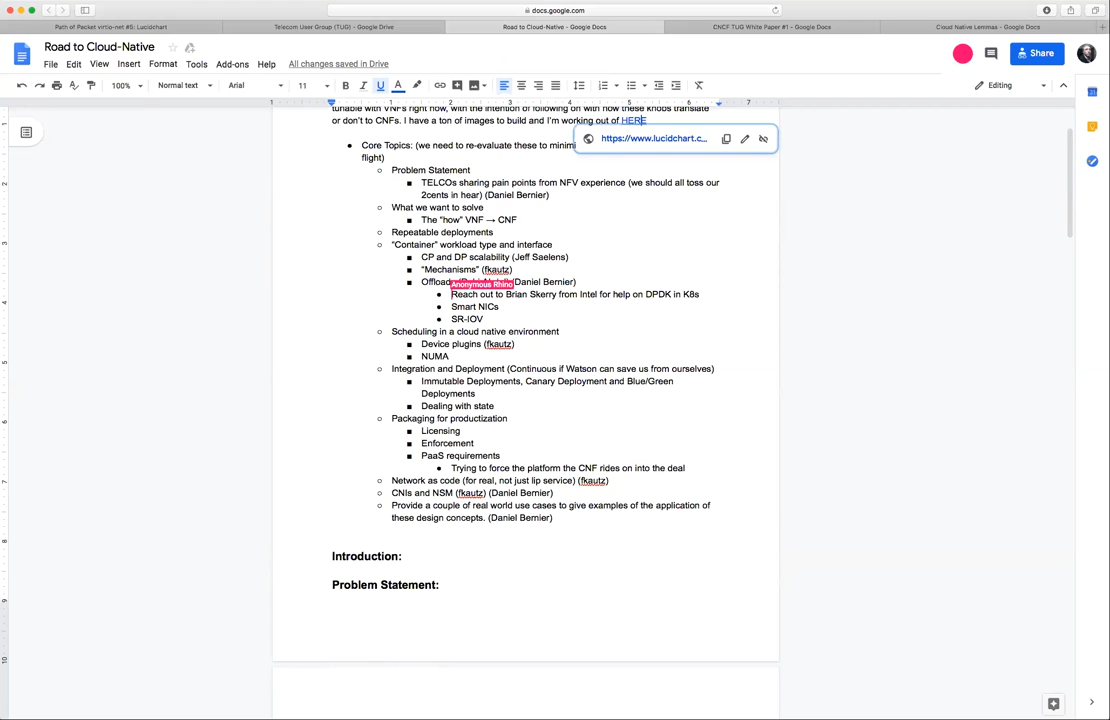 docs.google.com
Path of Packet virtio-net #5: Lucidchart
Telecom User Group (TUG) - Google Drive
Road to Cloud-Native - Google Docs
CNCF TUG White Paper #1 - Google Docs
Cloud Native Lemmas - Google Docs
Road to Cloud-Native
File Edit View Insert Format Tools Add-ons Help All changes saved in Drive
Share
100% Normal text Arial 11 B I U A Editing
1 1 2 3 4 5 6 7
tunable with VNFs right now, with the intention of following on with how these knobs translate
or don't to CNFs. I have a ton of images to build and I'm working out of HERE
https://www.lucidchart.c...
● Core Topics: (we need to re-evaluate these to minimi
flight)
○ Problem Statement
■ TELCOs sharing pain points from NFV experience (we should all toss our
2cents in hear) (Daniel Bernier)
○ What we want to solve
■ The "how" VNF → CNF
○ Repeatable deployments
○ "Container" workload type and interface
■ CP and DP scalability (Jeff Saelens)
■ "Mechanisms" (fkautz)
■ Offload Daniel Bernier)
Anonymous Rhino
● Reach out to Brian Skerry from Intel for help on DPDK in K8s
● Smart NICs
● SR-IOV
○ Scheduling in a cloud native environment
■ Device plugins (fkautz)
■ NUMA
○ Integration and Deployment (Continuous if Watson can save us from ourselves)
■ Immutable Deployments, Canary Deployment and Blue/Green
Deployments
■ Dealing with state
○ Packaging for productization
■ Licensing
■ Enforcement
■ PaaS requirements
● Trying to force the platform the CNF rides on into the deal
○ Network as code (for real, not just lip service) (fkautz)
○ CNIs and NSM (fkautz) (Daniel Bernier)
○ Provide a couple of real world use cases to give examples of the application of
these design concepts. (Daniel Bernier)
Introduction:
Problem Statement: